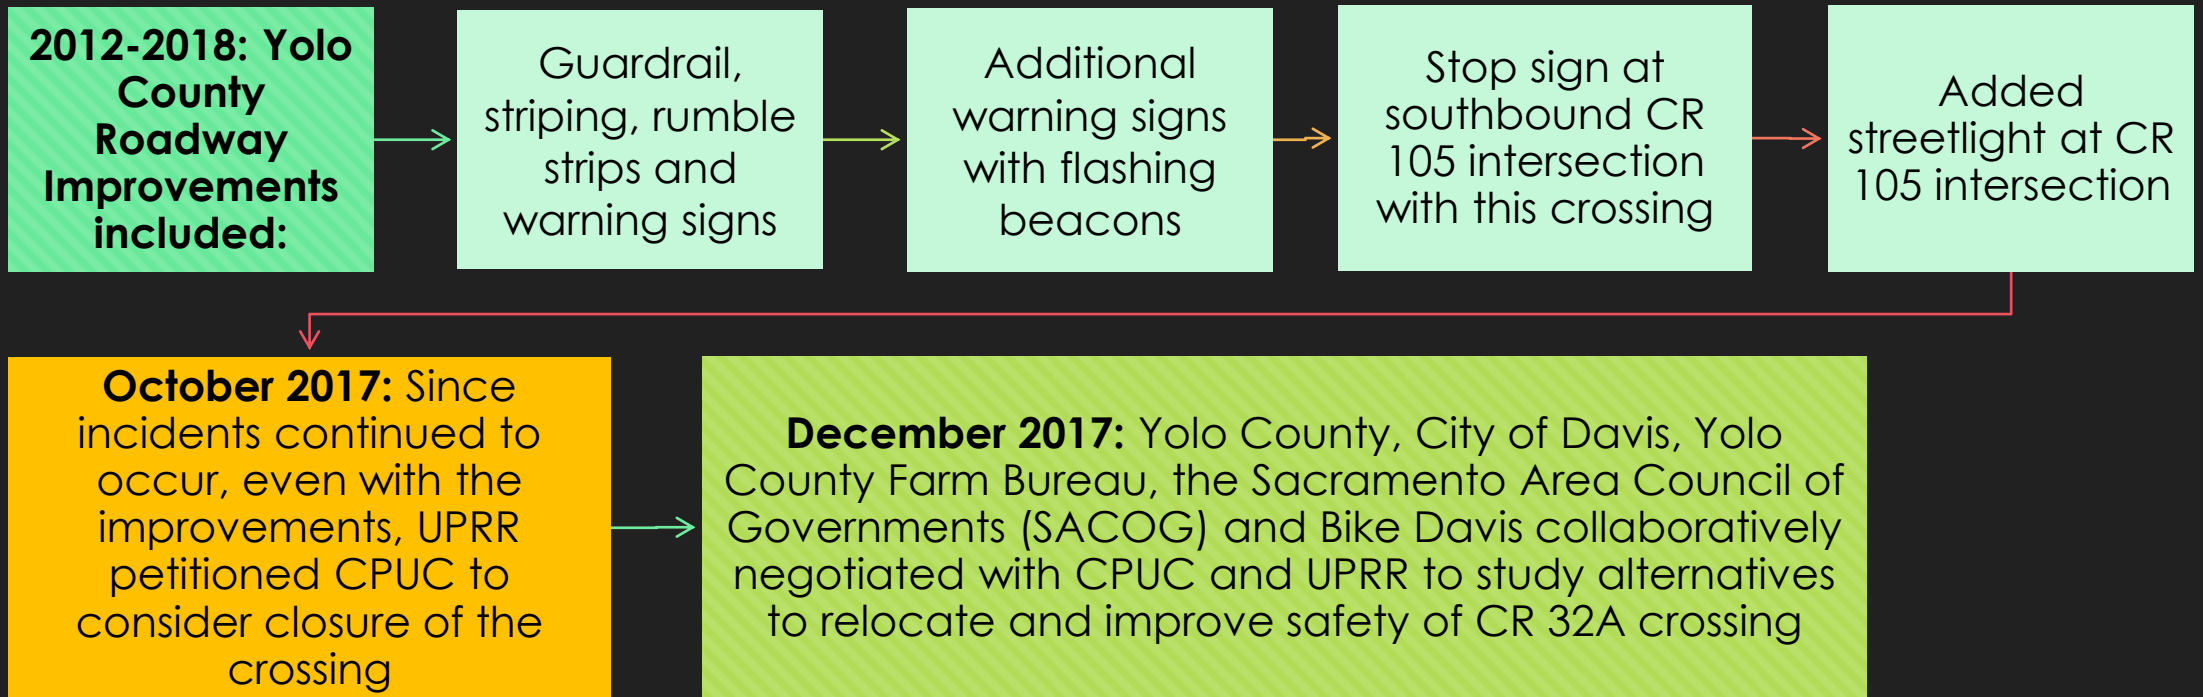 2012-2018: Yolo
County
Roadway
Improvements
included:
Guardrail,
striping, rumble
strips and
warning signs
Additional
warning signs
with flashing
beacons
Stop sign at
southbound CR
105 intersection
with this crossing
Added
streetlight at CR
105 intersection
October 2017: Since
incidents continued to
occur, even with the
improvements, UPRR
petitioned CPUC to
consider closure of the
crossing
December 2017: Yolo County, City of Davis, Yolo
County Farm Bureau, the Sacramento Area Council of
Governments (SACOG) and Bike Davis collaboratively
negotiated with CPUC and UPRR to study alternatives
to relocate and improve safety of CR 32A crossing